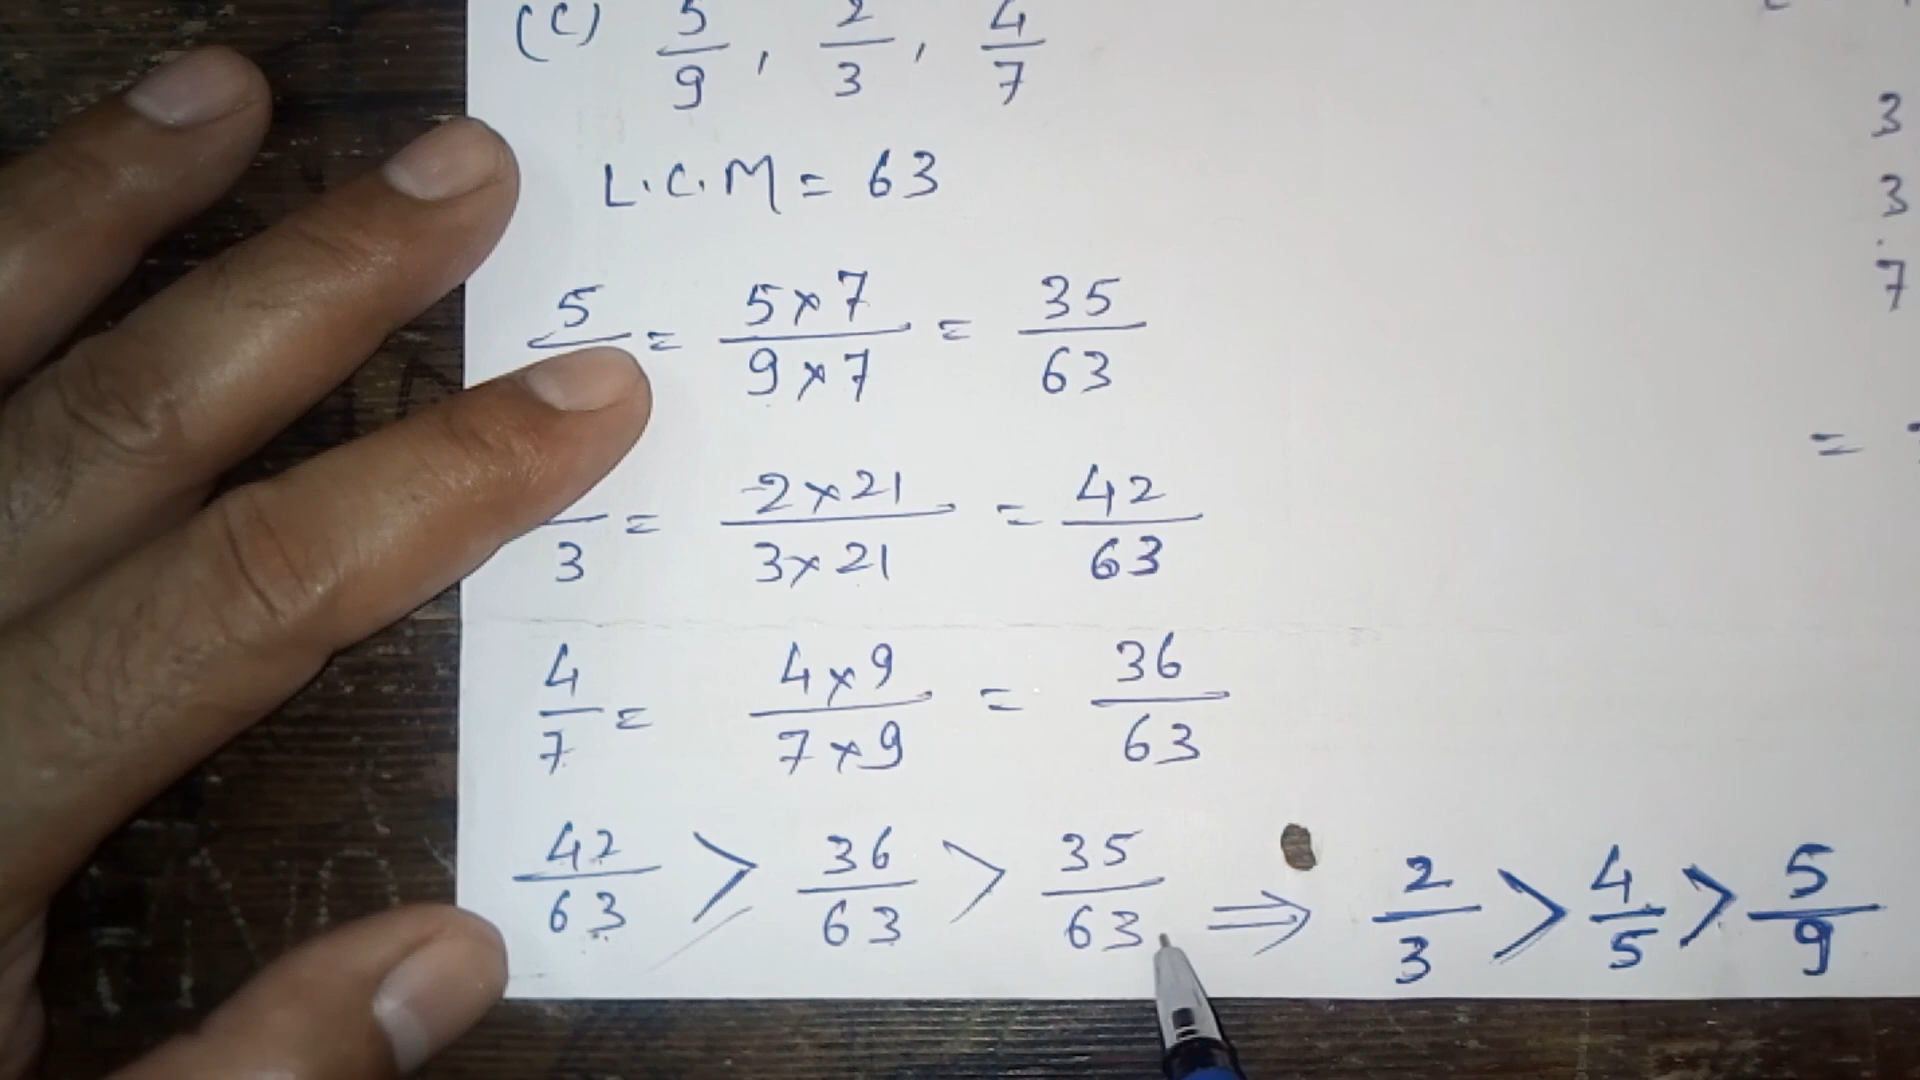 (C) 5/9 , 2/3 , 4/7
L.C.M = 63
5/ = 5×7/9×7 = 35/63
/3 = 2×21/3×21 = 42/63
4/7 = 4×9/7×9 = 36/63
42/63 > 36/63 > 35/63 ⇒ 2/3 > 4/5 > 5/9
3
3
7
=